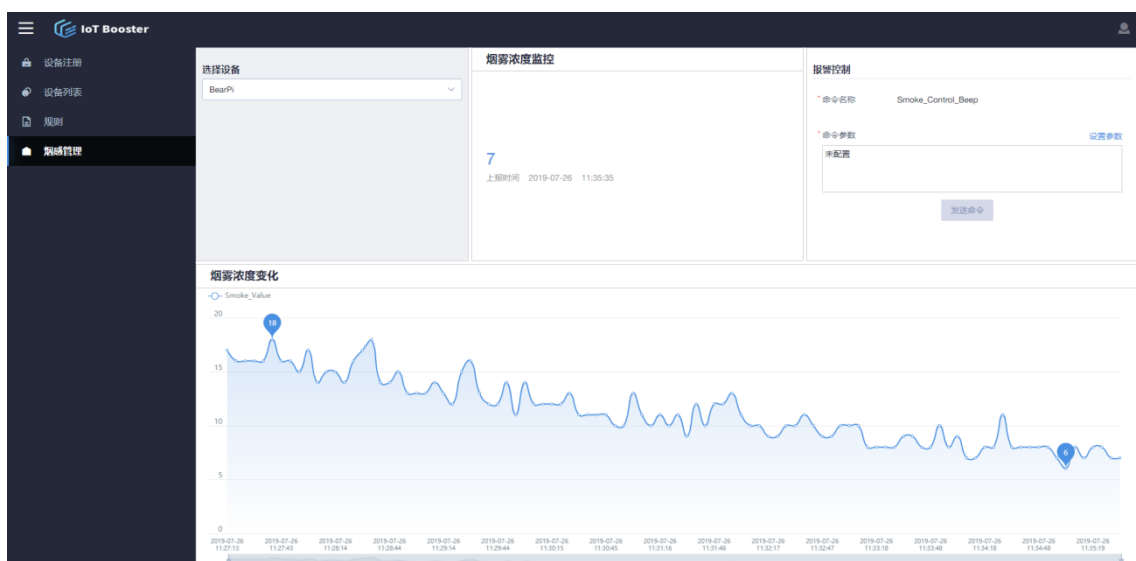 IoT Booster
设备注册
设备列表
规则
烟感管理
选择设备
BearPi
烟雾浓度监控
7
上报时间 2019-07-26 11:35:35
报警控制
*命令名称 Smoke_Control_Beep
*命令参数 设置参数
未配置
发送命令
烟雾浓度变化
Smoke_Value
20
15
10
5
0
18
6
2019-07-26 2019-07-26 2019-07-26 2019-07-26 2019-07-26 2019-07-26 2019-07-26 2019-07-26 2019-07-26 2019-07-26 2019-07-26 2019-07-26 2019-07-26 2019-07-26 2019-07-26 2019-07-26 2019-07-26
11:27:13 11:27:43 11:28:14 11:28:44 11:29:14 11:29:44 11:30:15 11:30:45 11:31:16 11:31:46 11:32:17 11:32:47 11:33:18 11:33:48 11:34:18 11:34:48 11:35:19